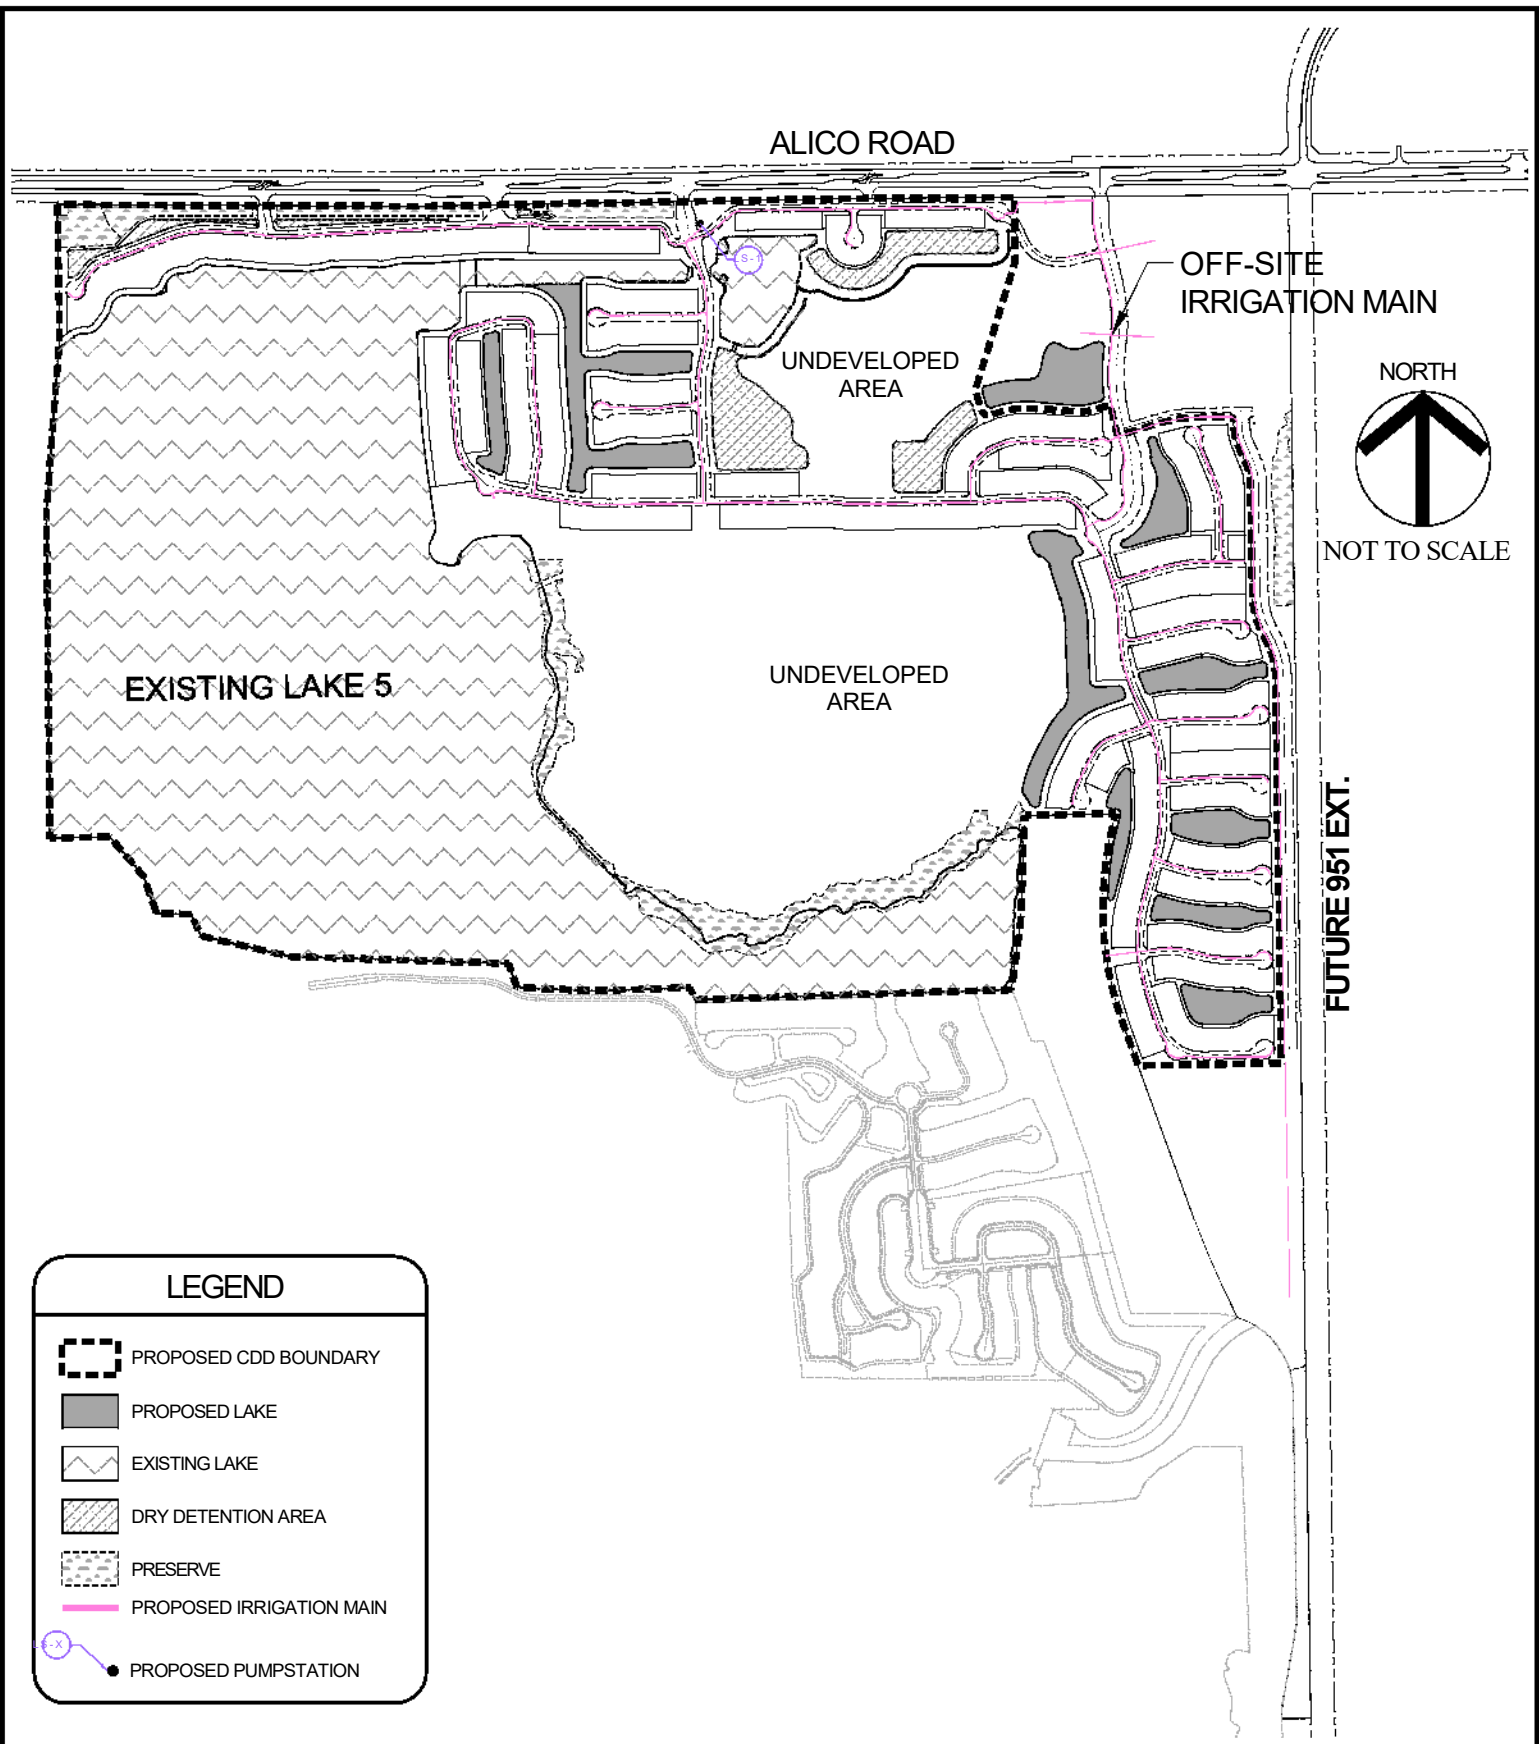 ALICO ROAD
OFF-SITE
IRRIGATION MAIN
UNDEVELOPED
AREA
NORTH
NOT TO SCALE
EXISTING LAKE 5
UNDEVELOPED
AREA
FUTURE 951 EXT.
LEGEND
PROPOSED CDD BOUNDARY
PROPOSED LAKE
EXISTING LAKE
DRY DETENTION AREA
PRESERVE
PROPOSED IRRIGATION MAIN
PROPOSED PUMPSTATION